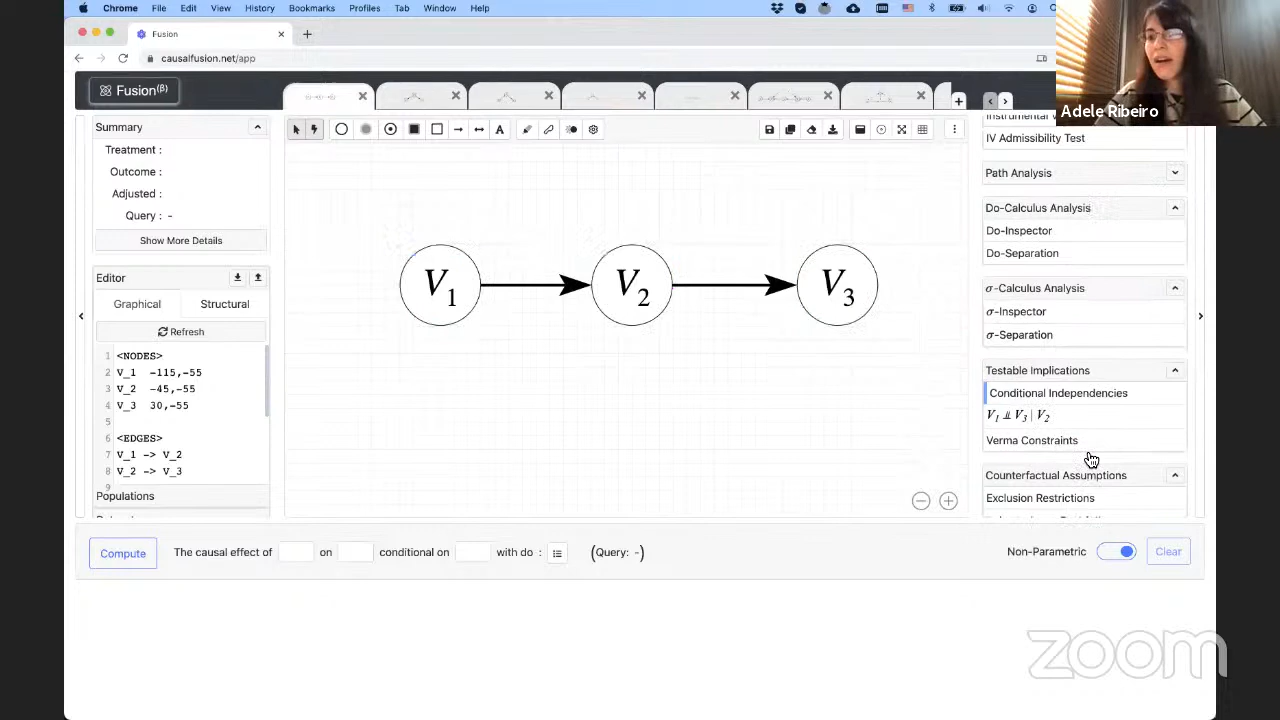 Chrome File Edit View History Bookmarks Profiles Tab Window Help
Fusion
causalfusion.net/app
Adele Ribeiro
Fusion(β)
Summary
Treatment :
Outcome :
Adjusted :
Query : -
Show More Details
Editor
Graphical Structural
Refresh
1 <NODES>
2 V_1 -115,-55
3 V_2 -45,-55
4 V_3 30,-55
5
6 <EDGES>
7 V_1 -> V_2
8 V_2 -> V_3
9
Populations
A
V1 V2 V3
IV Admissibility Test
Path Analysis
Do-Calculus Analysis
Do-Inspector
Do-Separation
σ-Calculus Analysis
σ-Inspector
σ-Separation
Testable Implications
Conditional Independencies
V1 ⫫ V3 | V2
Verma Constraints
Counterfactual Assumptions
Exclusion Restrictions
Compute The causal effect of on conditional on with do : (Query: -) Non-Parametric Clear
zoom